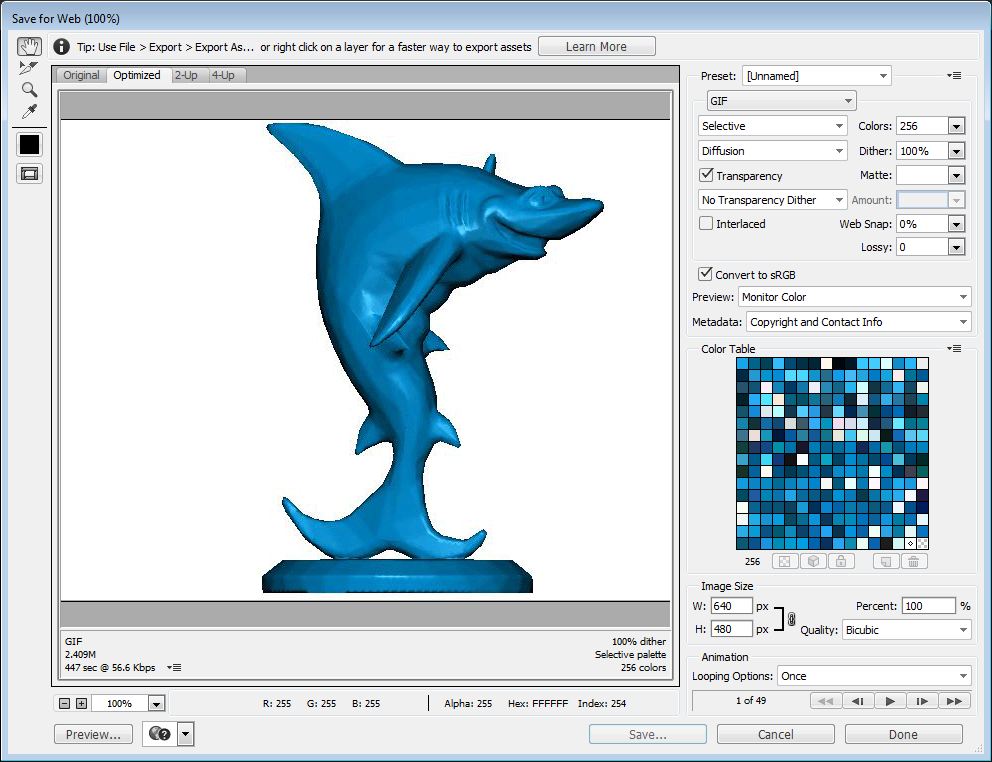 Save for Web (100%)
Tip: Use File > Export > Export As... or right click on a layer for a faster way to export assets
Learn More
Original Optimized 2-Up 4-Up
Preset: [Unnamed]
GIF
Selective Colors: 256
Diffusion Dither: 100%
Transparency Matte:
No Transparency Dither Amount:
Interlaced Web Snap: 0%
Lossy: 0
Convert to sRGB
Preview: Monitor Color
Metadata: Copyright and Contact Info
Color Table
256
Image Size
W: 640 px Percent: 100 %
H: 480 px Quality: Bicubic
Animation
Looping Options: Once
1 of 49
GIF 100% dither
2.409M Selective palette
447 sec @ 56.6 Kbps 256 colors
100% R: 255 G: 255 B: 255 Alpha: 255 Hex: FFFFFF Index: 254
Preview... Save... Cancel Done